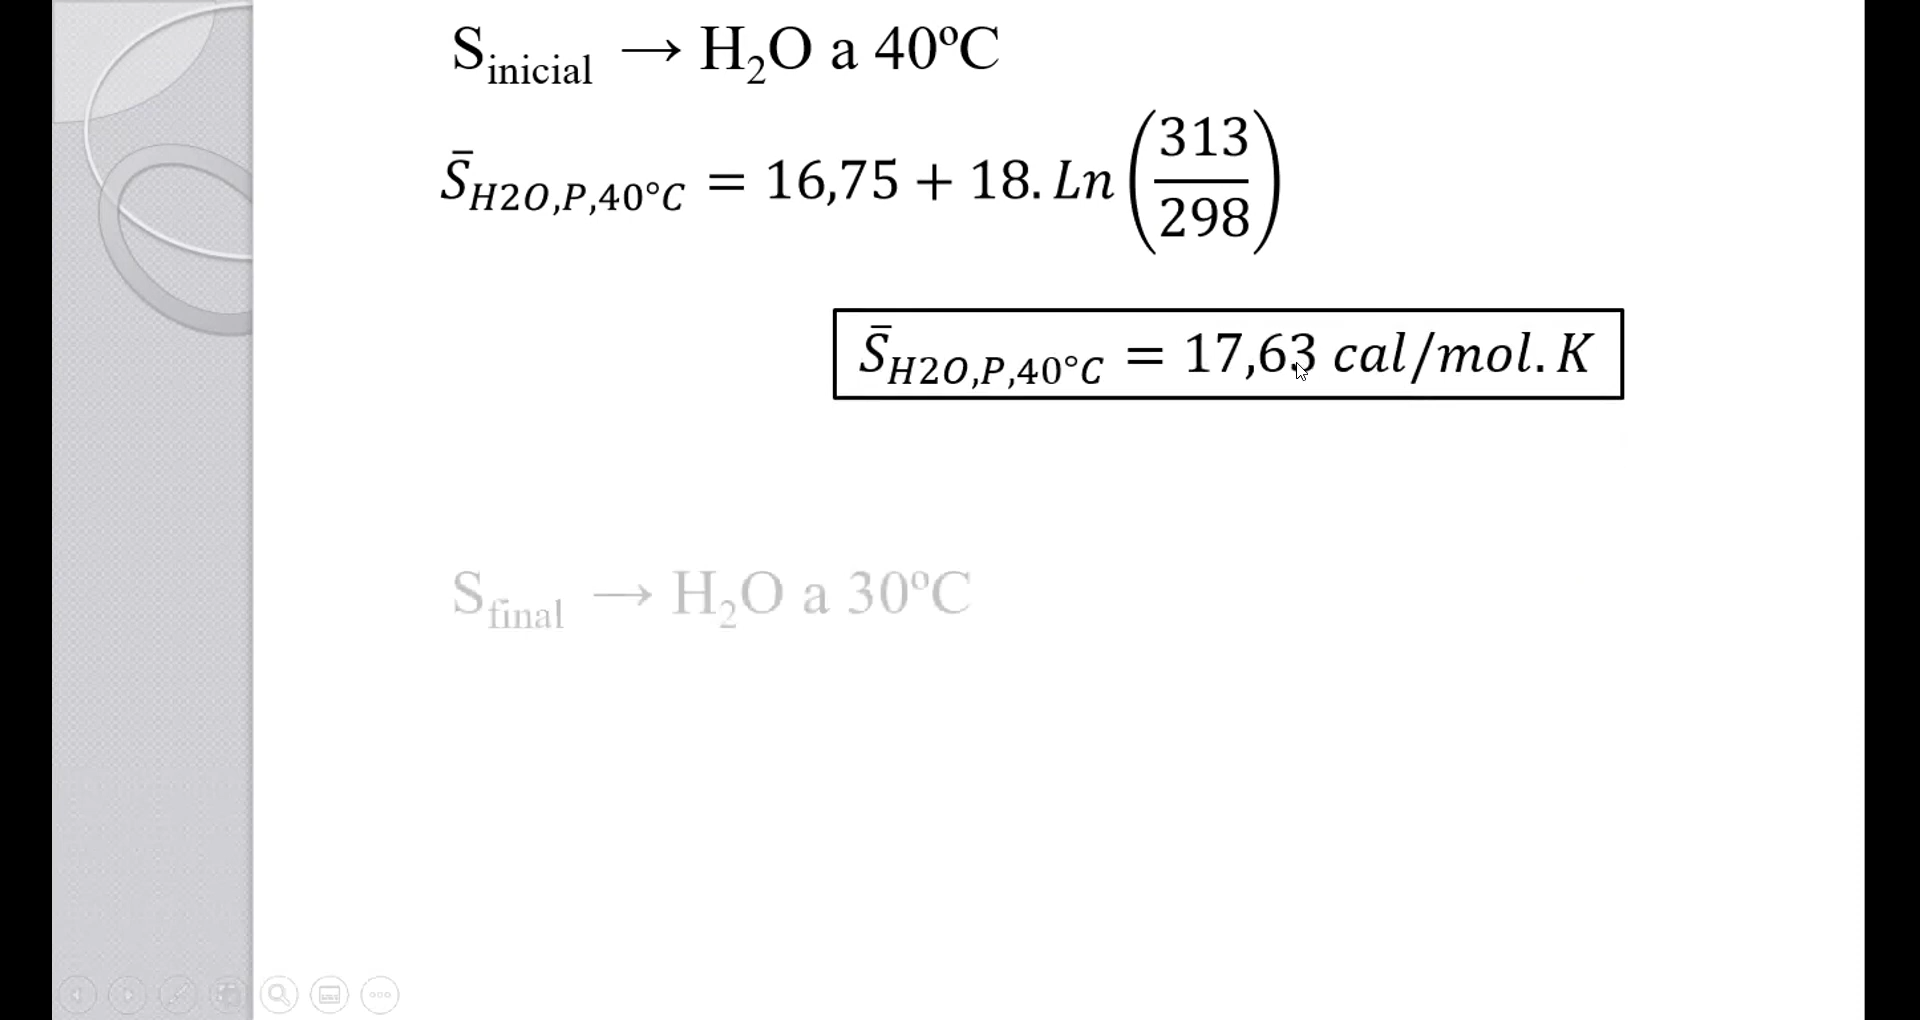 S_inicial → H₂O a 40ºC
S̄_H2O,P,40°C = 16,75 + 18. Ln (313/298)
S̄_H2O,P,40°C = 17,63 cal/mol. K
S_final → H₂O a 30ºC